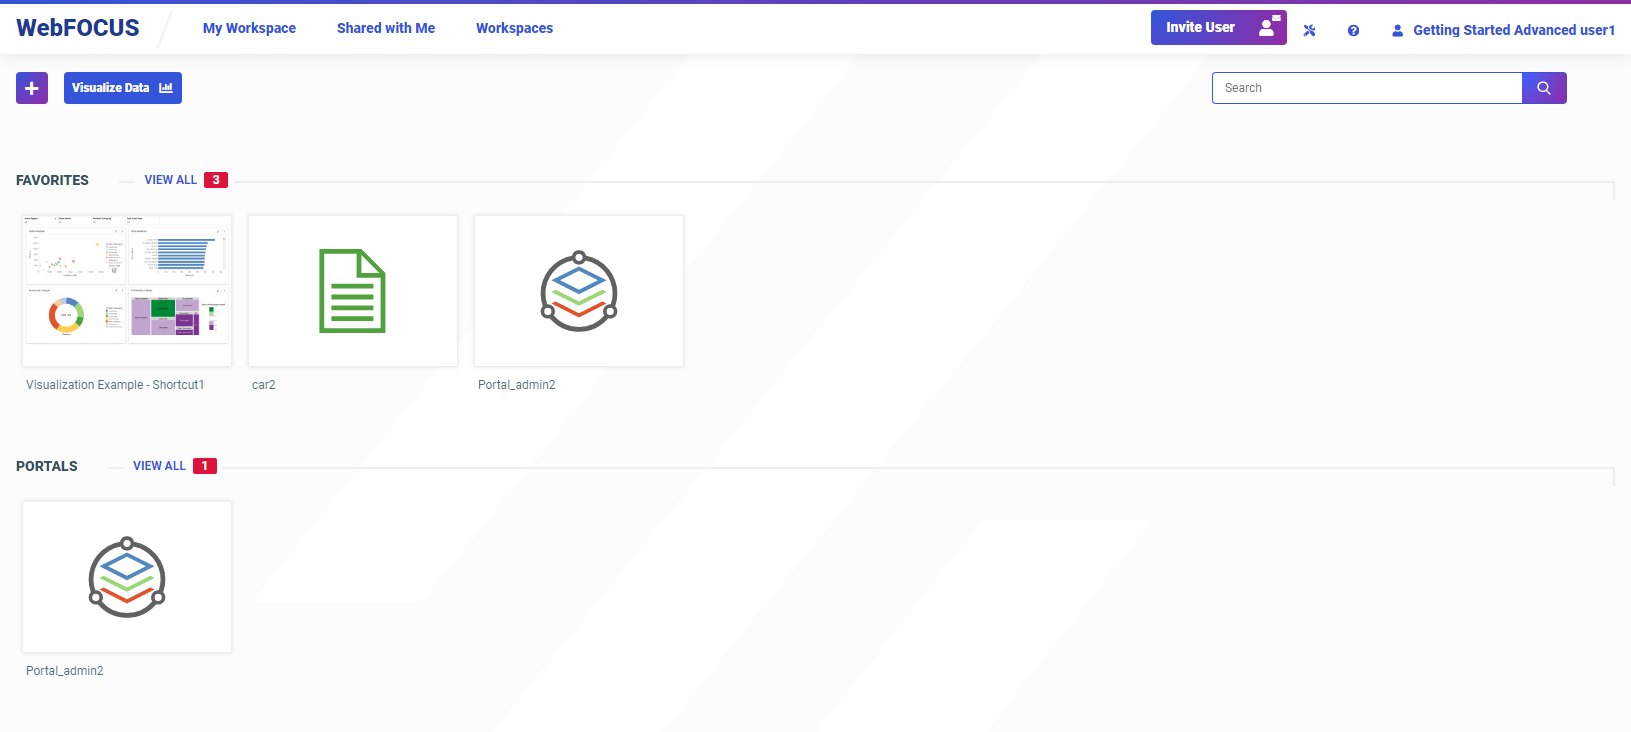 WebFOCUS
My Workspace
Shared with Me
Workspaces
Invite User
Getting Started Advanced user1
Visualize Data
Search
FAVORITES
VIEW ALL 3
Visualization Example - Shortcut1
car2
Portal_admin2
PORTALS
VIEW ALL 1
Portal_admin2